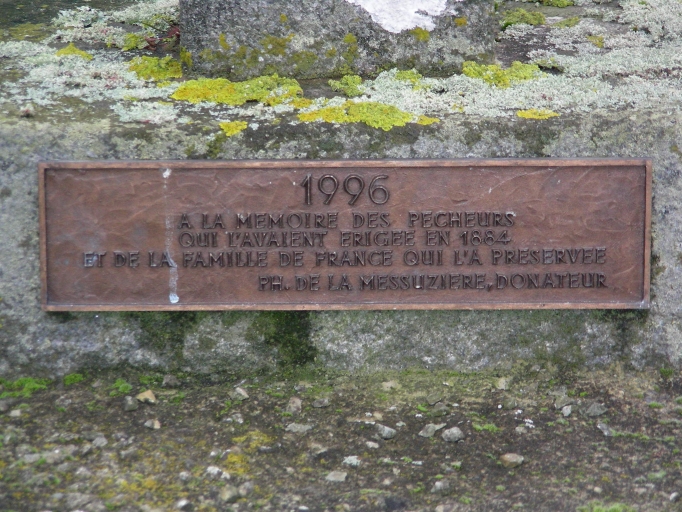 1996
A LA MEMOIRE DES PECHEURS
QUI L'AVAIENT ERIGEE EN 1884
ET DE LA FAMILLE DE FRANCE QUI L'A PRESERVEE
PH. DE LA MESSUZIERE, DONATEUR